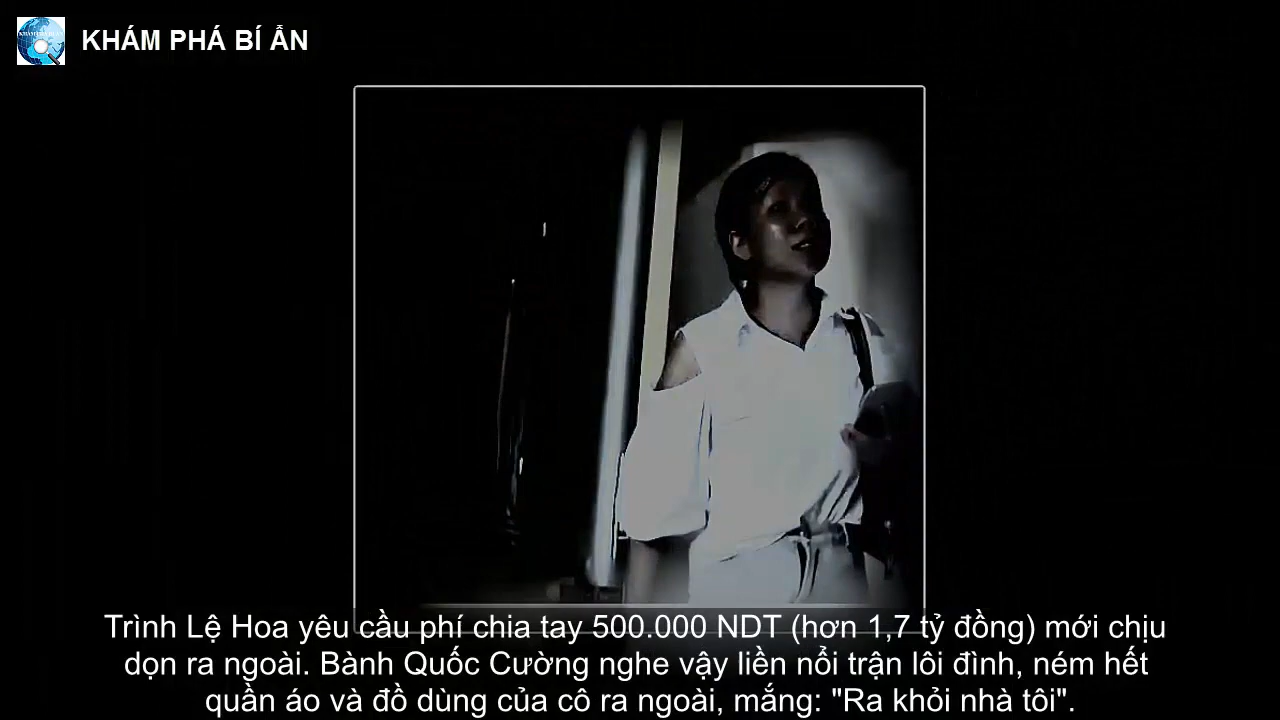 KHÁM PHÁ BÍ ẨN
Trình Lệ Hoa yêu cầu phí chia tay 500.000 NDT (hơn 1,7 tỷ đồng) mới chịu
dọn ra ngoài. Bành Quốc Cường nghe vậy liền nổi trận lôi đình, ném hết
quần áo và đồ dùng của cô ra ngoài, mắng: "Ra khỏi nhà tôi".